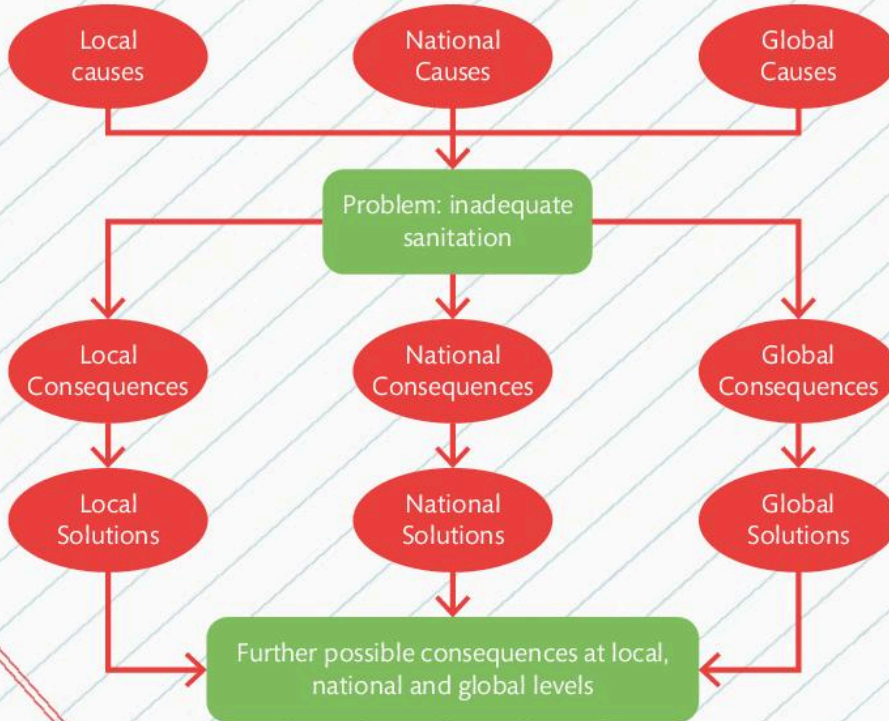 Local
causes
National
Causes
Global
Causes
Problem: inadequate
sanitation
Local
Consequences
National
Consequences
Global
Consequences
Local
Solutions
National
Solutions
Global
Solutions
Further possible consequences at local,
national and global levels